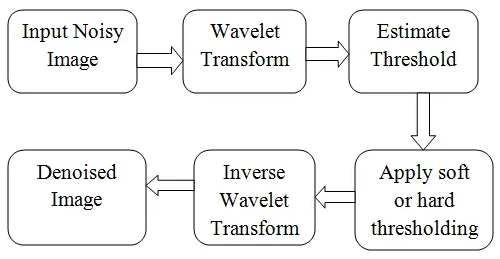 Input Noisy
Image
Wavelet
Transform
Estimate
Threshold
Apply soft
or hard
thresholding
Inverse
Wavelet
Transform
Denoised
Image